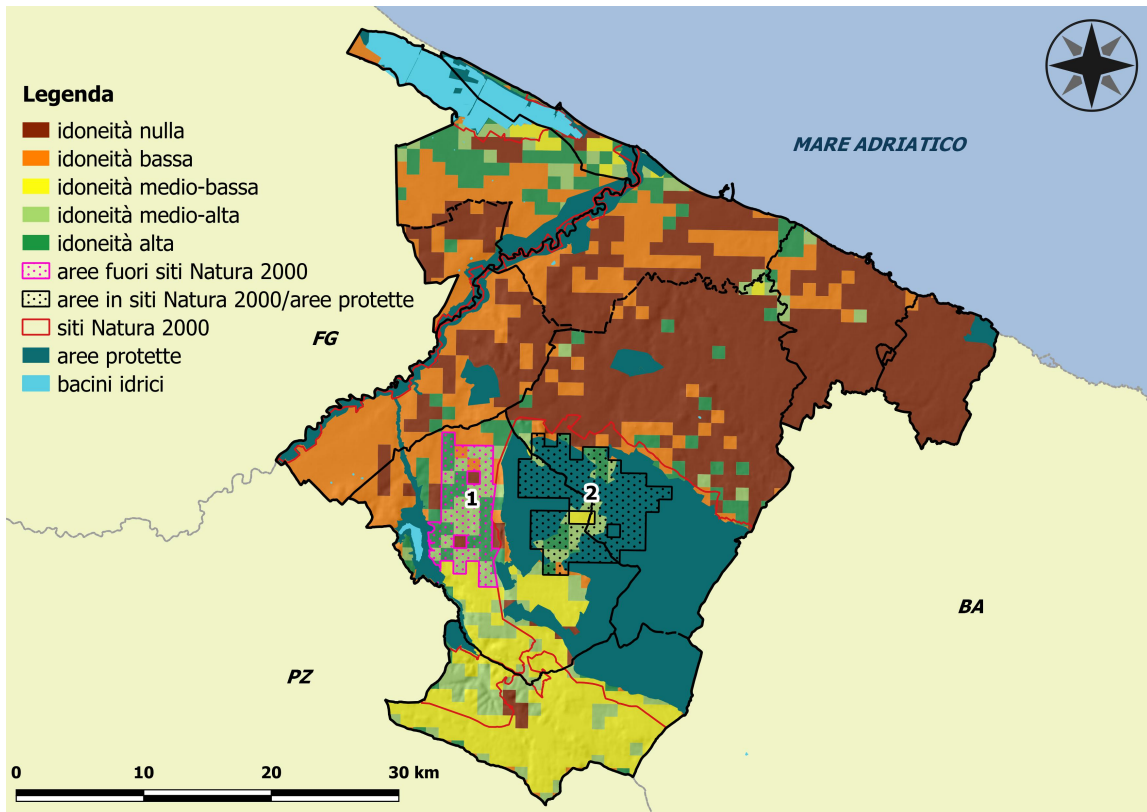 Legenda
idoneità nulla
idoneità bassa
idoneità medio-bassa
idoneità medio-alta
idoneità alta
aree fuori siti Natura 2000
aree in siti Natura 2000/aree protette
siti Natura 2000
aree protette
bacini idrici
MARE ADRIATICO
FG
1
2
BA
PZ
0 10 20 30 km